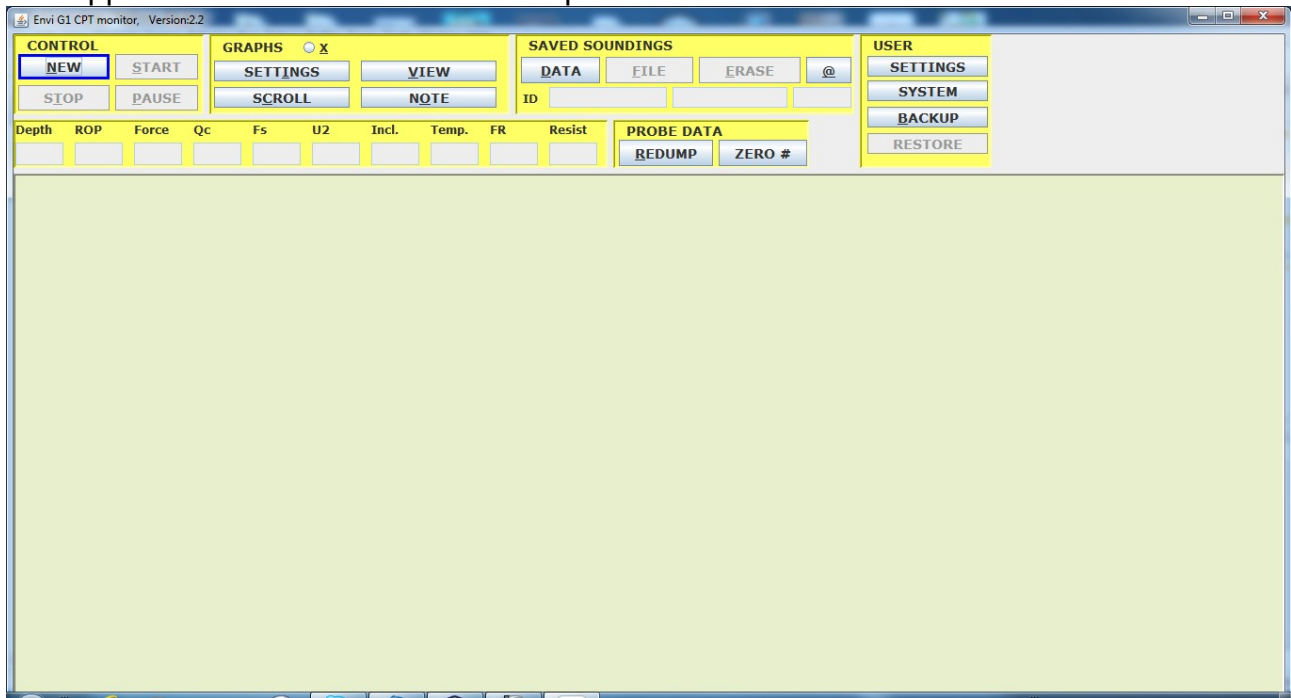 Envi G1 CPT monitor, Version:2.2
CONTROL
NEW START
STOP PAUSE
GRAPHS X
SETTINGS VIEW
SCROLL NOTE
SAVED SOUNDINGS
DATA FILE ERASE @
ID
USER
SETTINGS
SYSTEM
BACKUP
RESTORE
Depth ROP Force Qc Fs U2 Incl. Temp. FR Resist
PROBE DATA
REDUMP ZERO #